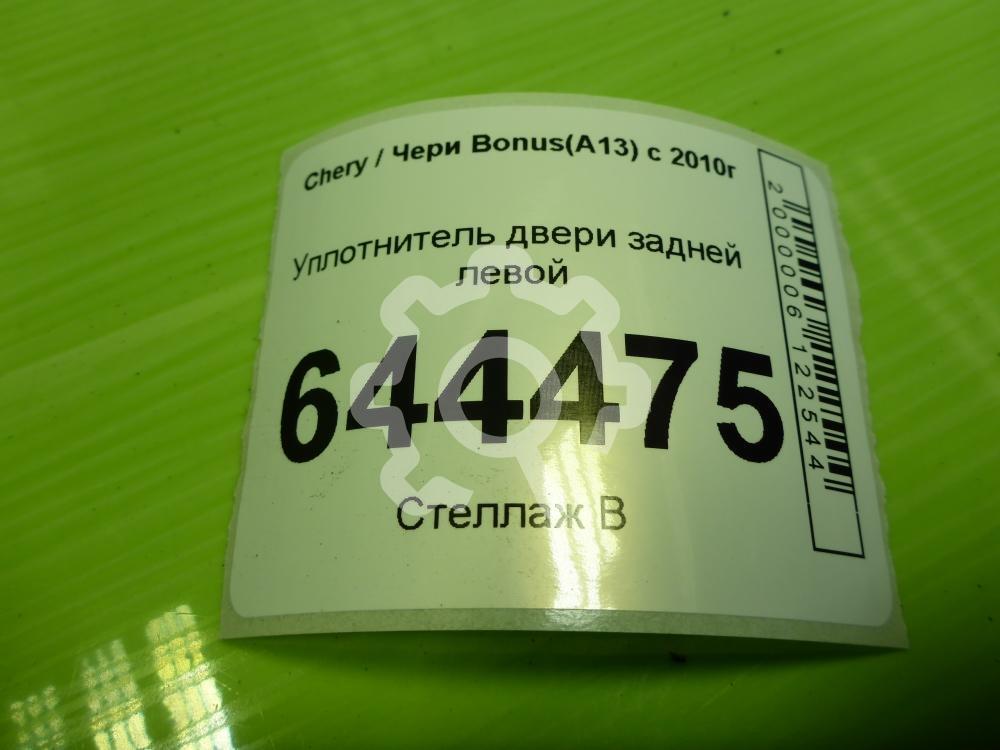 Chery / Чери Bonus(A13) с 2010г
Уплотнитель двери задней
левой
644475
Стеллаж В
2000006122544